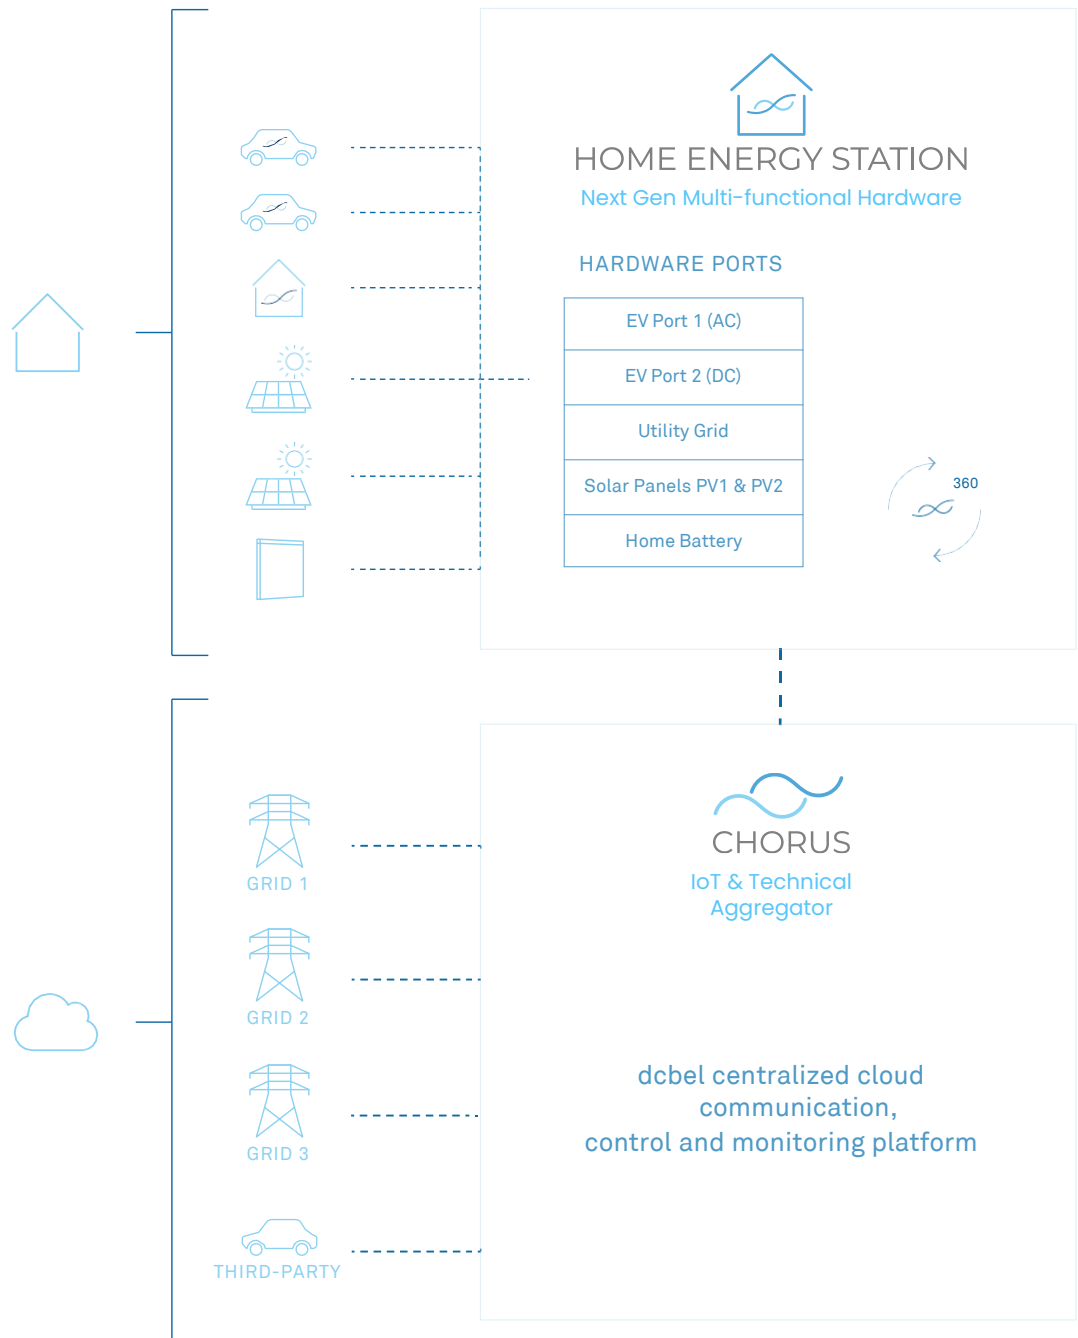 HOME ENERGY STATION
Next Gen Multi-functional Hardware
HARDWARE PORTS
EV Port 1 (AC)
EV Port 2 (DC)
Utility Grid
Solar Panels PV1 & PV2
Home Battery
360
CHORUS
IoT & Technical
Aggregator
GRID 1
GRID 2
GRID 3
THIRD-PARTY
dcbel centralized cloud
communication,
control and monitoring platform